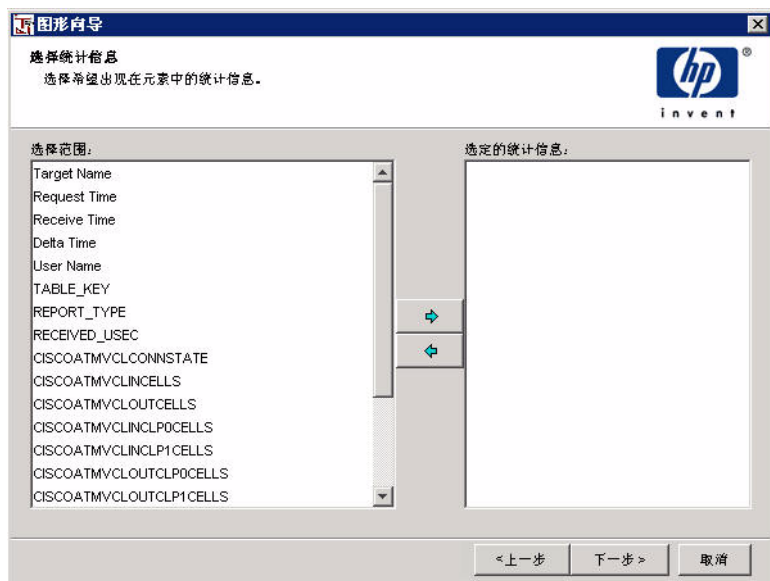 图形向导
选择统计信息
选择希望出现在元素中的统计信息。
hp
®
invent
选择范围:
Target Name
Request Time
Receive Time
Delta Time
User Name
TABLE_KEY
REPORT_TYPE
RECEIVED_USEC
CISCOATMVCLCONNSTATE
CISCOATMVCLINCELLS
CISCOATMVCLOUTCELLS
CISCOATMVCLINCLP0CELLS
CISCOATMVCLINCLP1CELLS
CISCOATMVCLOUTCLP0CELLS
CISCOATMVCLOUTCLP1CELLS
选定的统计信息:
<上一步
下一步>
取消